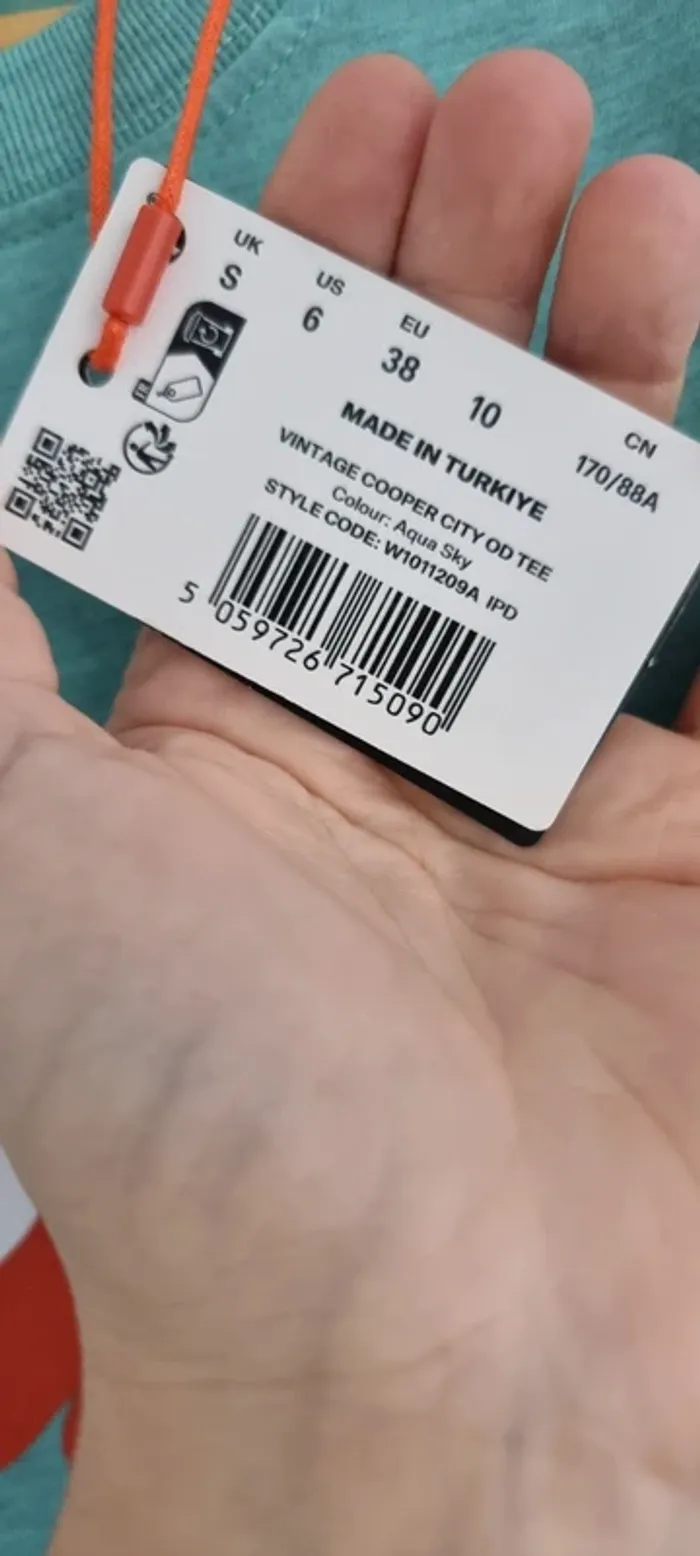 UK US EU CN
S 6 38 10 170/88A
MADE IN TURKIYE
VINTAGE COOPER CITY OD TEE
Colour: Aqua Sky
STYLE CODE: W1011209A IPD
5 059726 715090
FR